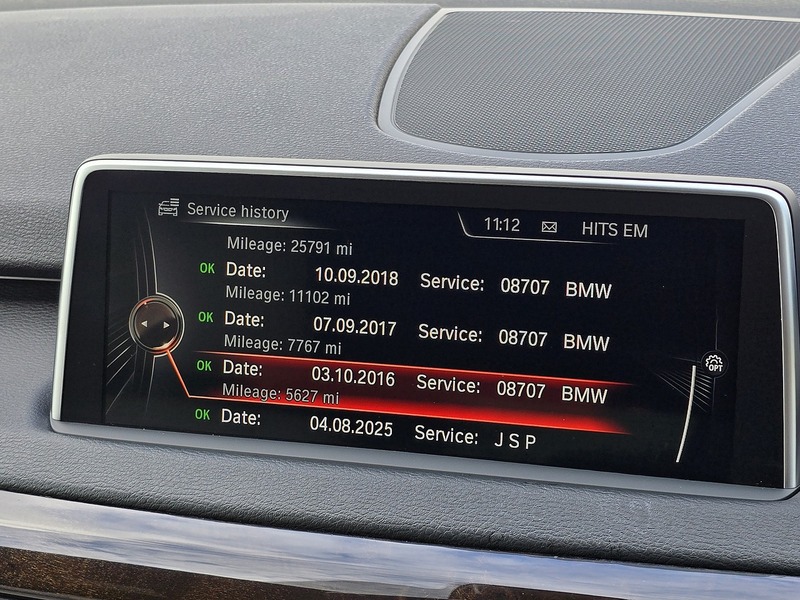 Service history 11:12 HITS EM
Mileage: 25791 mi
OK Date: 10.09.2018 Service: 08707 BMW
Mileage: 11102 mi
OK Date: 07.09.2017 Service: 08707 BMW
Mileage: 7767 mi
OK Date: 03.10.2016 Service: 08707 BMW
Mileage: 5627 mi
OK Date: 04.08.2025 Service: J S P
OPT